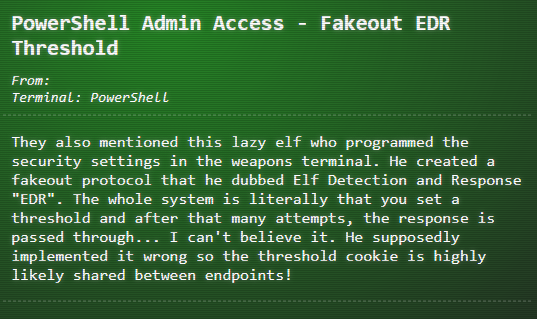 PowerShell Admin Access - Fakeout EDR
Threshold
From:
Terminal: PowerShell
They also mentioned this lazy elf who programmed the
security settings in the weapons terminal. He created a
fakeout protocol that he dubbed Elf Detection and Response
"EDR". The whole system is literally that you set a
threshold and after that many attempts, the response is
passed through... I can't believe it. He supposedly
implemented it wrong so the threshold cookie is highly
likely shared between endpoints!